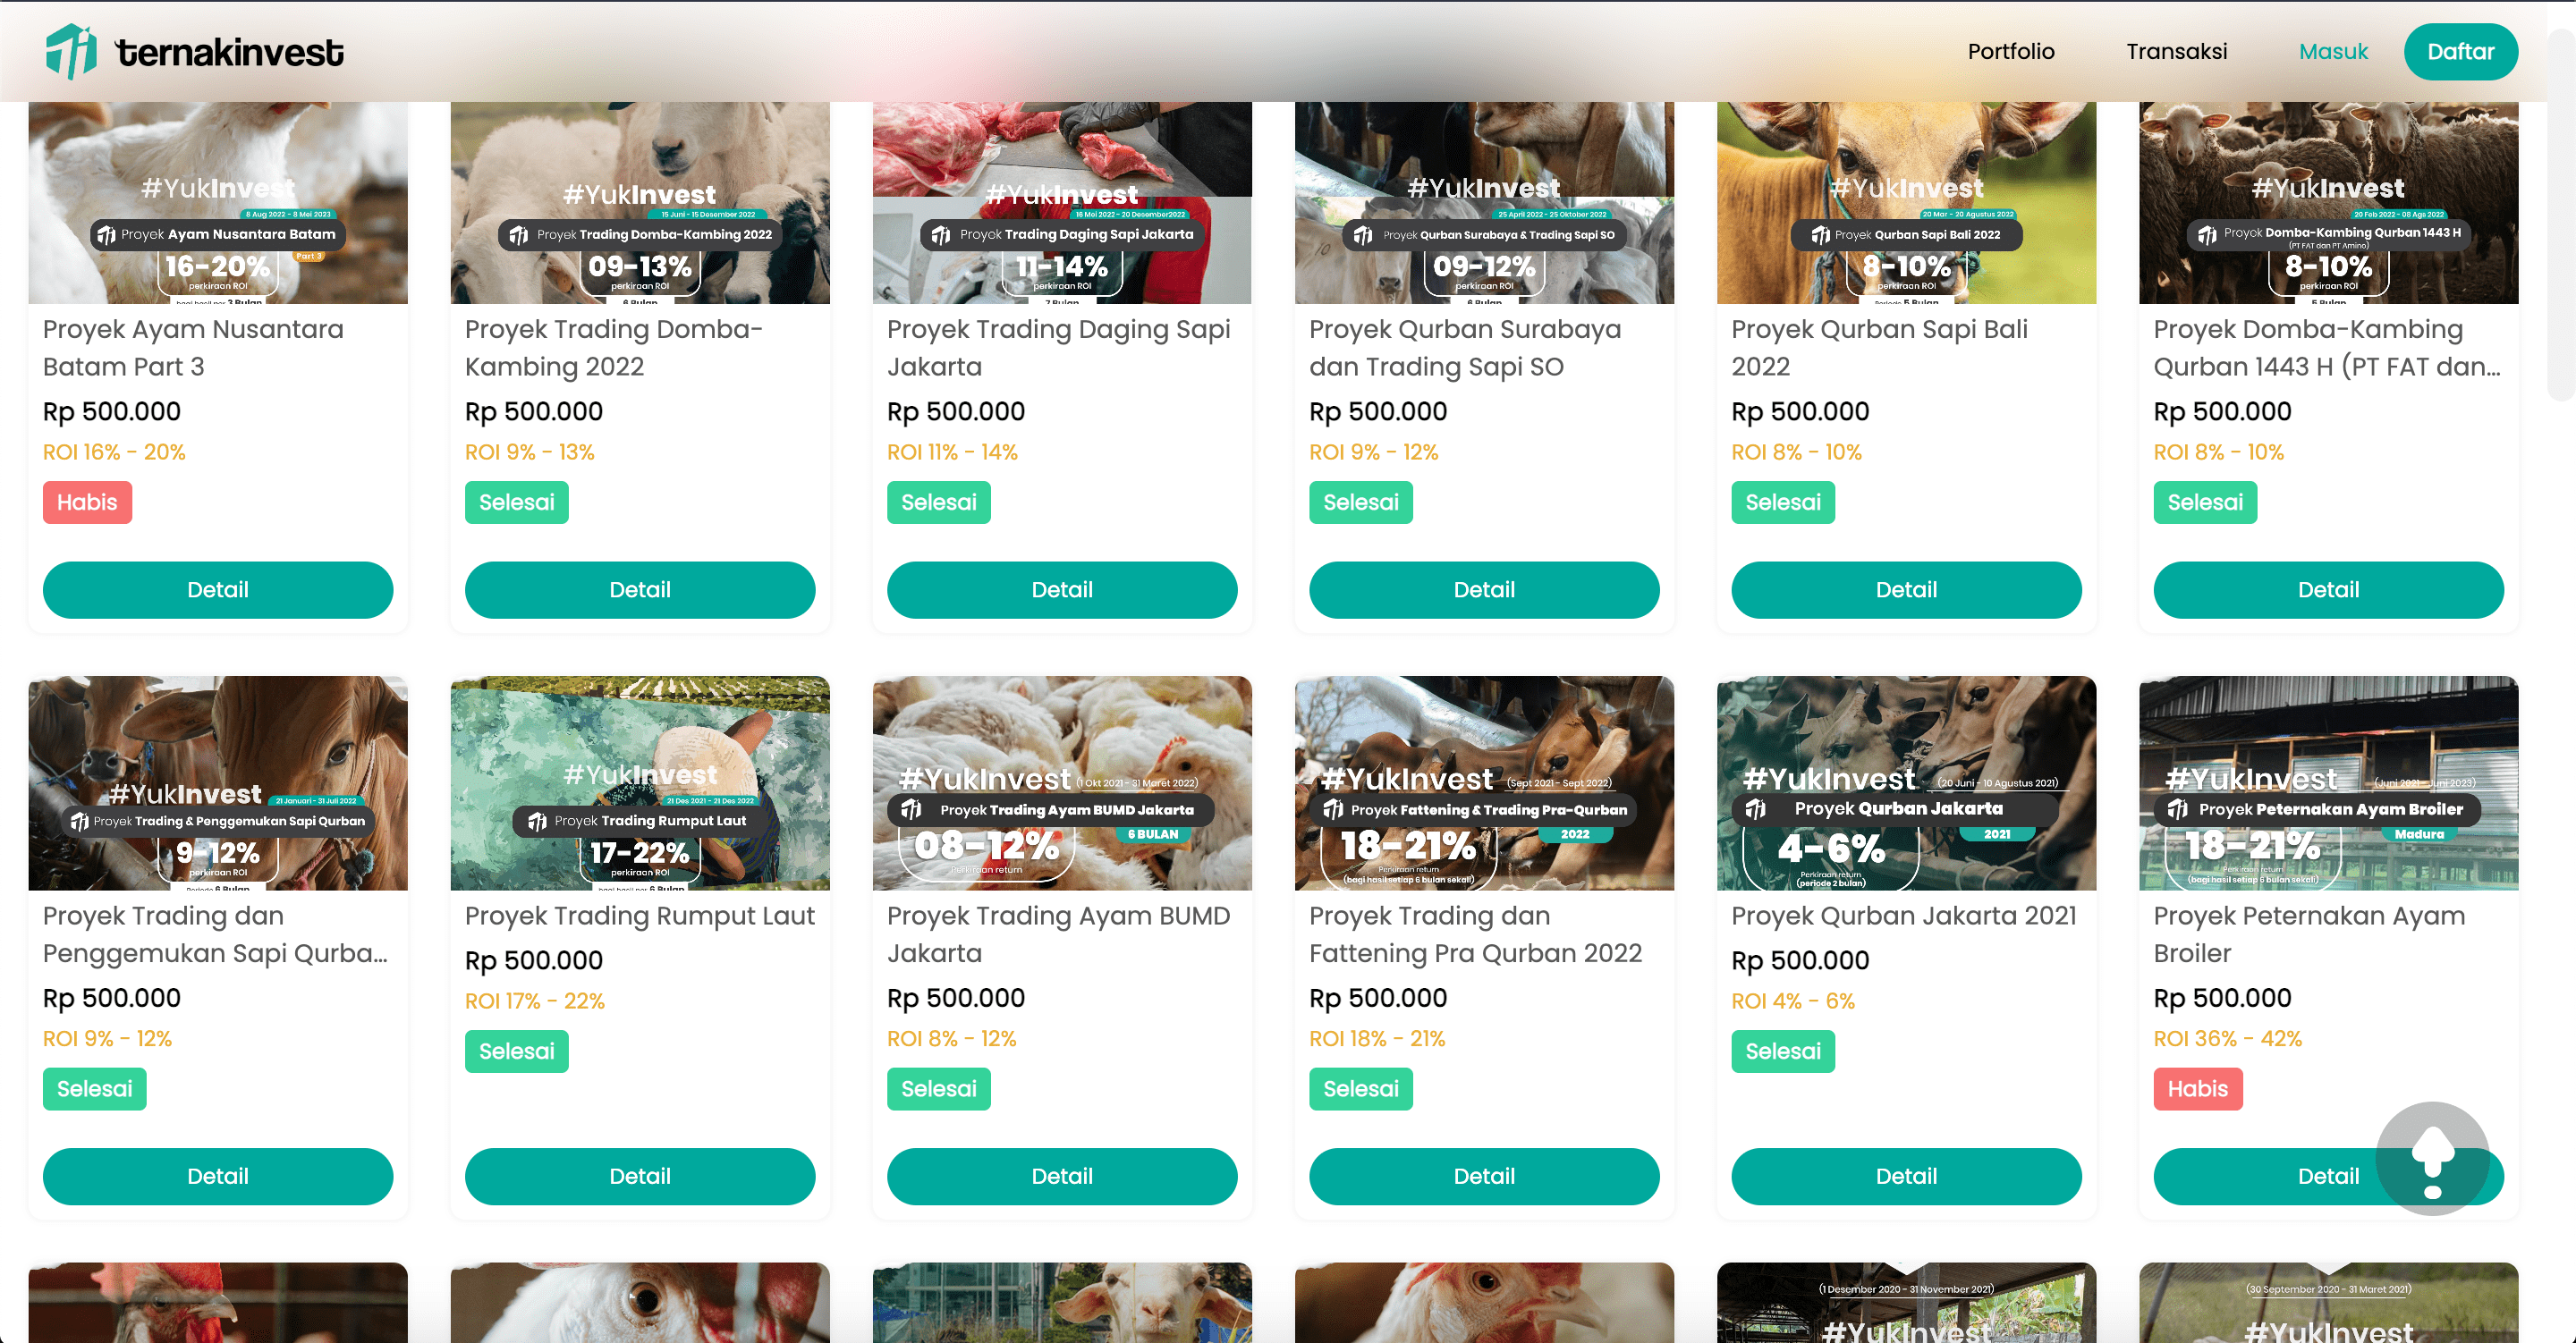 ternakinvest
Portfolio
Transaksi
Masuk
Daftar
#YukInvest
8 Aug 2022 - 8 Mei 2023
Proyek Ayam Nusantara Batam
Part 3
16-20%
perkiraan ROI
bagi hasil per 3 Bulan
Proyek Ayam Nusantara
Batam Part 3
Rp 500.000
ROI 16% - 20%
Habis
Detail
#YukInvest
15 Juni - 15 Desember 2022
Proyek Trading Domba-Kambing 2022
09-13%
perkiraan ROI
6 Bulan
Proyek Trading Domba-
Kambing 2022
Rp 500.000
ROI 9% - 13%
Selesai
Detail
#YukInvest
16 Mei 2022 - 20 Desember2022
Proyek Trading Daging Sapi Jakarta
11-14%
perkiraan ROI
7 Bulan
Proyek Trading Daging Sapi
Jakarta
Rp 500.000
ROI 11% - 14%
Selesai
Detail
#YukInvest
25 April 2022 - 25 Oktober 2022
Proyek Qurban Surabaya & Trading Sapi SO
09-12%
perkiraan ROI
6 Bulan
Proyek Qurban Surabaya
dan Trading Sapi SO
Rp 500.000
ROI 9% - 12%
Selesai
Detail
#YukInvest
20 Mar - 20 Agustus 2022
Proyek Qurban Sapi Bali 2022
8-10%
perkiraan ROI
Periode 5 Bulan
Proyek Qurban Sapi Bali
2022
Rp 500.000
ROI 8% - 10%
Selesai
Detail
#YukInvest
20 Feb 2022 - 08 Ags 2022
Proyek Domba-Kambing Qurban 1443 H
(PT FAT dan PT Amino)
8-10%
perkiraan ROI
5 Bulan
Proyek Domba-Kambing
Qurban 1443 H (PT FAT dan...
Rp 500.000
ROI 8% - 10%
Selesai
Detail
#YukInvest
21 Januari - 31 Juli 2022
Proyek Trading & Penggemukan Sapi Qurban
9-12%
perkiraan ROI
Periode 6 Bulan
Proyek Trading dan
Penggemukan Sapi Qurba...
Rp 500.000
ROI 9% - 12%
Selesai
Detail
#YukInvest
21 Des 2021 - 21 Des 2022
Proyek Trading Rumput Laut
17-22%
perkiraan ROI
bagi hasil per 6 Bulan
Proyek Trading Rumput Laut
Rp 500.000
ROI 17% - 22%
Selesai
Detail
#YukInvest
(1 Okt 2021 - 31 Maret 2022)
Proyek Trading Ayam BUMD Jakarta
08-12%
6 BULAN
Perkiraan return
Proyek Trading Ayam BUMD
Jakarta
Rp 500.000
ROI 8% - 12%
Selesai
Detail
#YukInvest
(Sept 2021 - Sept 2022)
Proyek Fattening & Trading Pra-Qurban
18-21%
2022
Perkiraan return
(bagi hasil setiap 6 bulan sekali)
Proyek Trading dan
Fattening Pra Qurban 2022
Rp 500.000
ROI 18% - 21%
Selesai
Detail
#YukInvest
(20 Juni - 10 Agustus 2021)
Proyek Qurban Jakarta
4-6%
2021
Perkiraan return
(periode 2 bulan)
Proyek Qurban Jakarta 2021
Rp 500.000
ROI 4% - 6%
Selesai
Detail
#YukInvest
(Juni 2021 - Juni 2023)
Proyek Peternakan Ayam Broiler
18-21%
Madura
Perkiraan return
(bagi hasil setiap 6 bulan sekali)
Proyek Peternakan Ayam
Broiler
Rp 500.000
ROI 36% - 42%
Habis
Detail
(1 Desember 2020 - 31 November 2021)
#YukInvest
(30 September 2020 - 31 Maret 2021)
#YukInvest